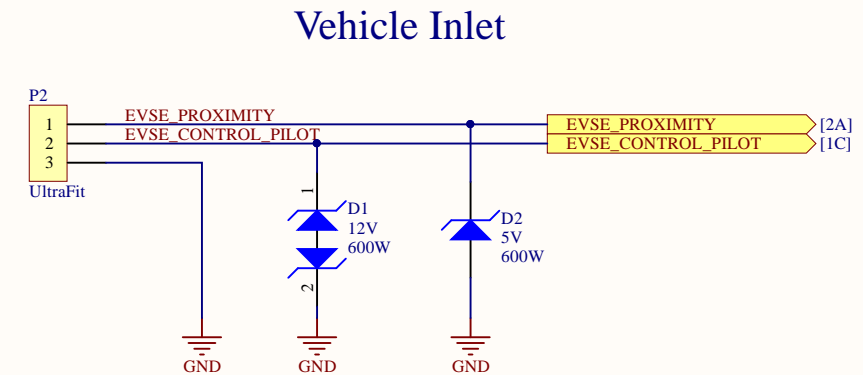 Vehicle Inlet
P2
1
2
3
UltraFit
EVSE_PROXIMITY
EVSE_CONTROL_PILOT
EVSE_PROXIMITY
[2A]
EVSE_CONTROL_PILOT
[1C]
1
D1
12V
600W
2
D2
5V
600W
GND
GND
GND